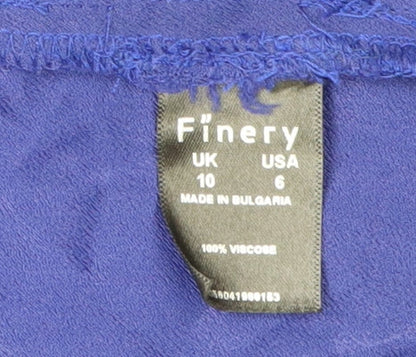 Finery
UK USA
10 6
MADE IN BULGARIA
100% VISCOSE